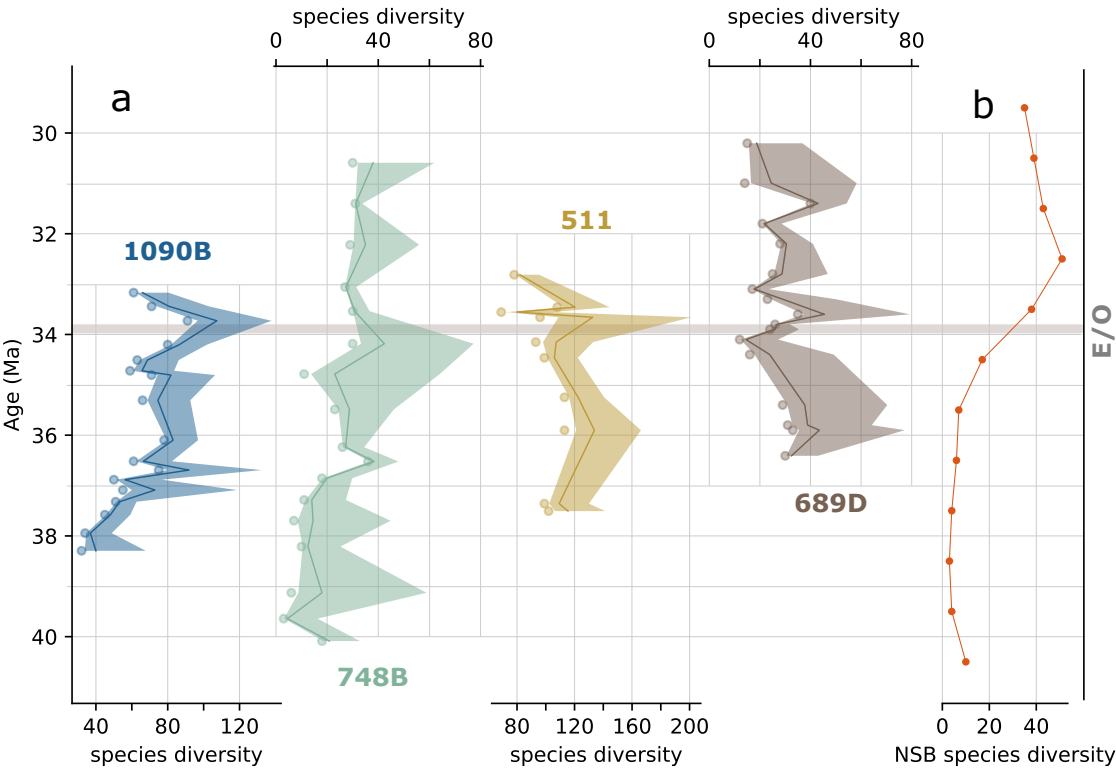 species diversity
species diversity
0 40 80
0 40 80
a
b
30
32
34
36
38
40
Age (Ma)
1090B
511
748B
689D
E/O
40 80 120
80 120 160 200
0 20 40
species diversity
species diversity
NSB species diversity